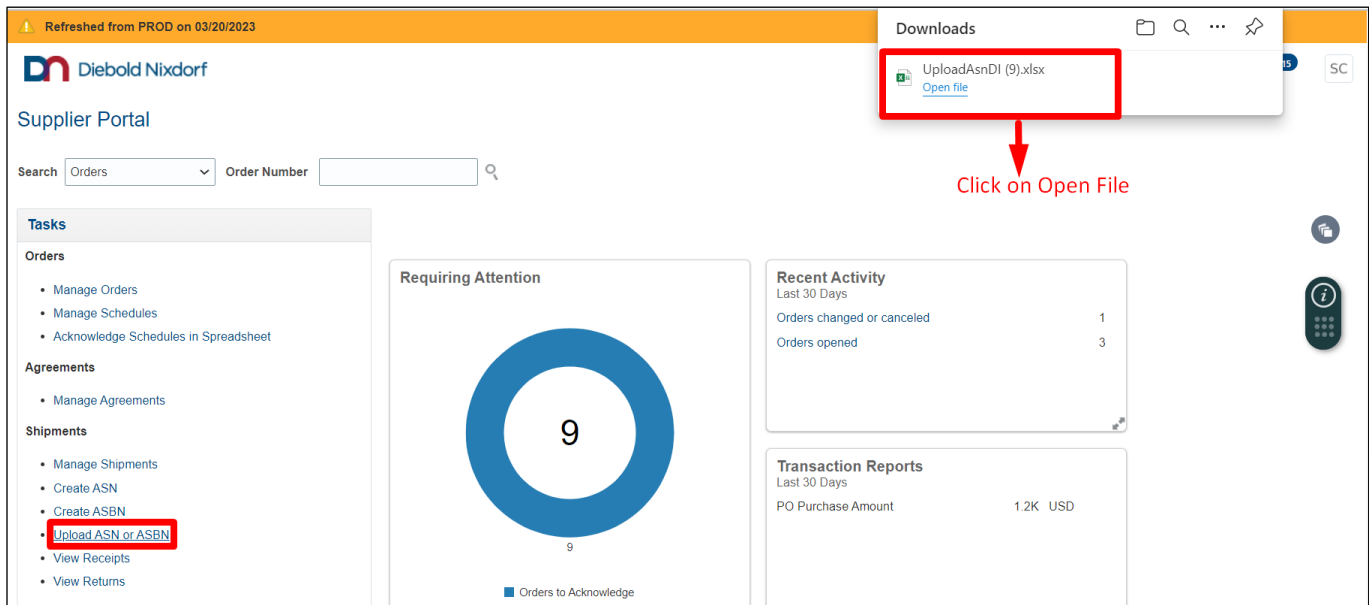 Refreshed from PROD on 03/20/2023
Downloads
UploadAsnDI (9).xlsx
Open file
DN Diebold Nixdorf
15
SC
Supplier Portal
Search Orders Order Number
Click on Open File
Tasks
Orders
• Manage Orders
• Manage Schedules
• Acknowledge Schedules in Spreadsheet
Agreements
• Manage Agreements
Shipments
• Manage Shipments
• Create ASN
• Create ASBN
• Upload ASN or ASBN
• View Receipts
• View Returns
Requiring Attention
9
9
Orders to Acknowledge
Recent Activity
Last 30 Days
Orders changed or canceled 1
Orders opened 3
Transaction Reports
Last 30 Days
PO Purchase Amount 1.2K USD